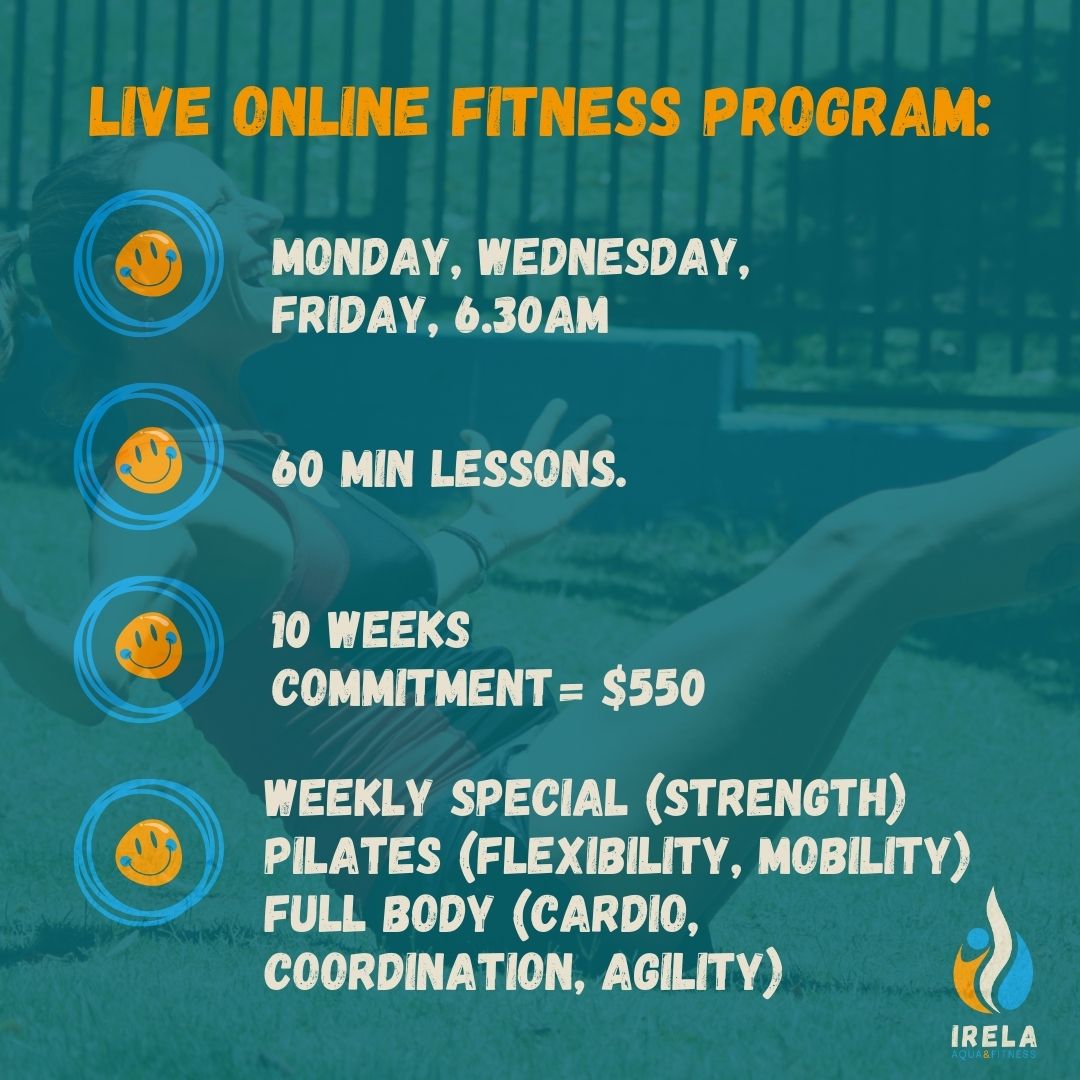 LIVE ONLINE FITNESS PROGRAM:
MONDAY, WEDNESDAY,
FRIDAY, 6.30AM
60 MIN LESSONS.
10 WEEKS
COMMITMENT = $550
WEEKLY SPECIAL (STRENGTH)
PILATES (FLEXIBILITY, MOBILITY)
FULL BODY (CARDIO,
COORDINATION, AGILITY)
IRELA
AQUA&FITNESS